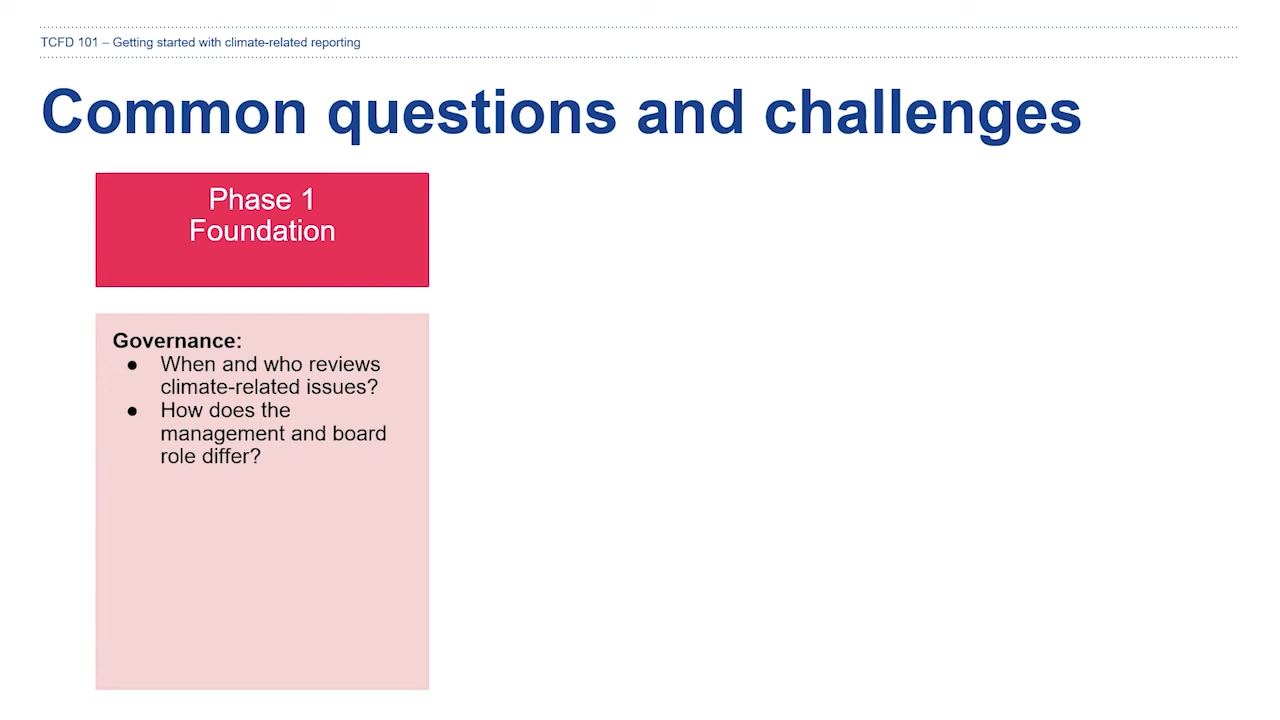 TCFD 101 – Getting started with climate-related reporting
Common questions and challenges
Phase 1
Foundation
Governance:
● When and who reviews
climate-related issues?
● How does the
management and board
role differ?